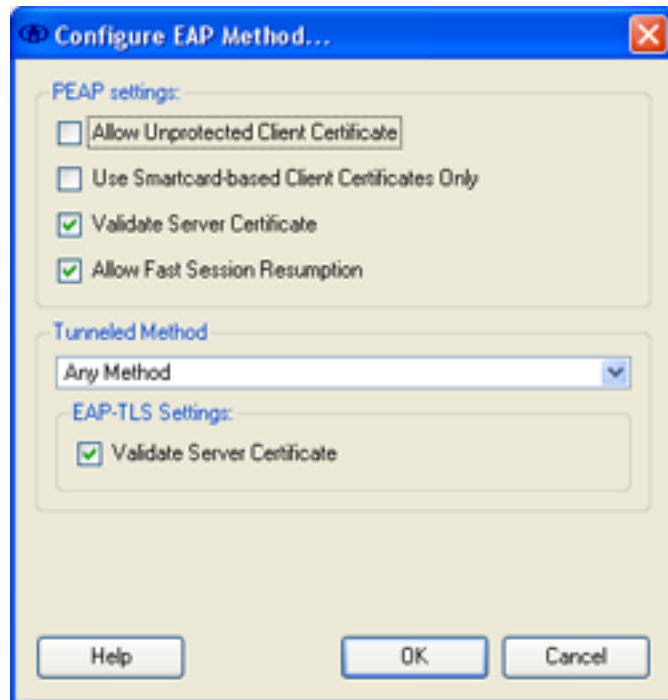 Configure EAP Method...
PEAP settings:
Allow Unprotected Client Certificate
Use Smartcard-based Client Certificates Only
Validate Server Certificate
Allow Fast Session Resumption
Tunneled Method
Any Method
EAP-TLS Settings:
Validate Server Certificate
Help OK Cancel